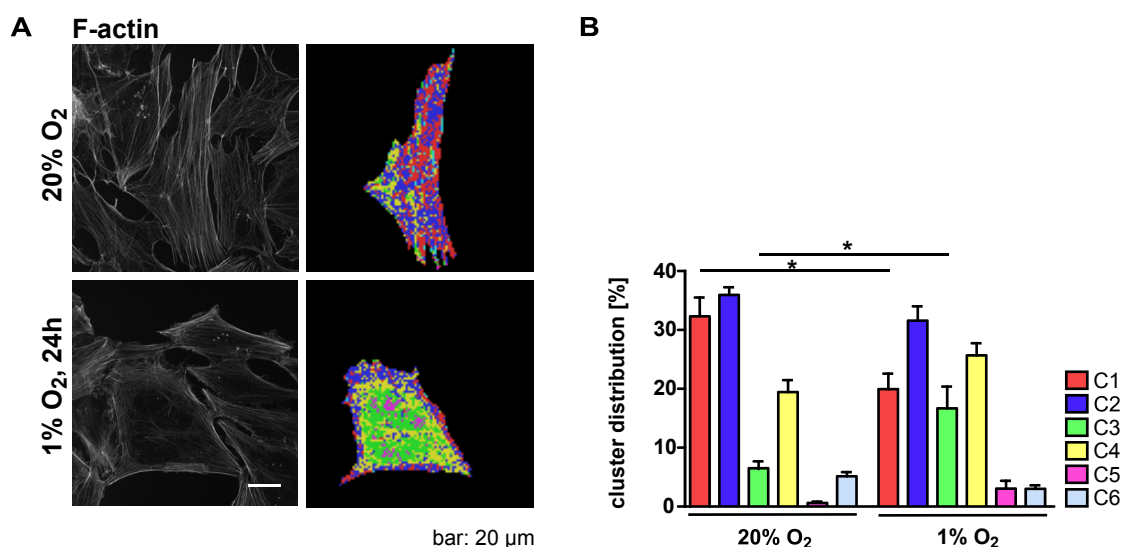 A
F-actin
20% O₂
1% O₂, 24h
bar: 20 µm
B
*
*
cluster distribution [%]
40
30
20
10
0
20% O₂
1% O₂
C1
C2
C3
C4
C5
C6